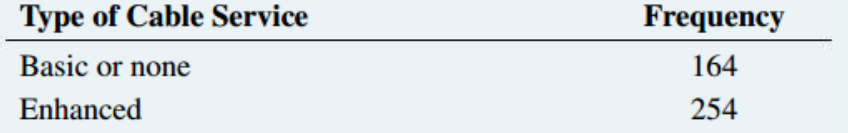 Type of Cable Service Frequency
Basic or none 164
Enhanced 254